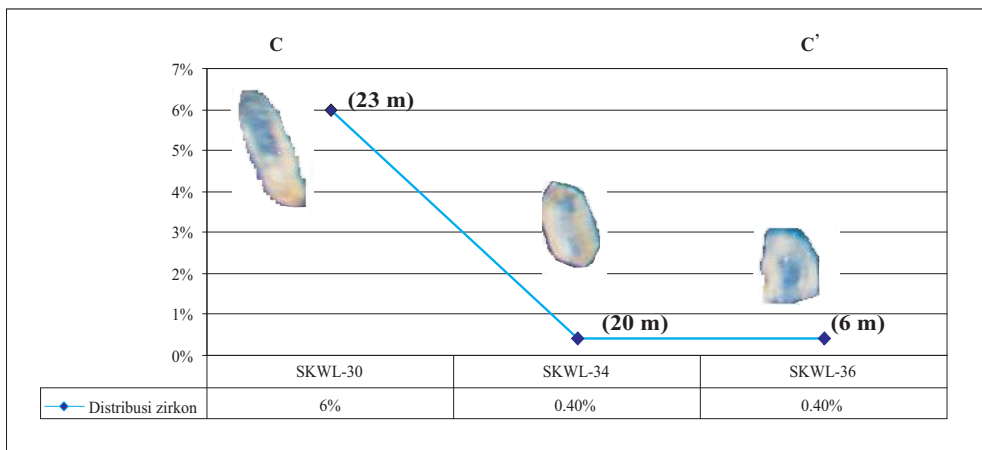 C C’
7%
6% (23 m)
5%
4%
3%
2%
1% (20 m) (6 m)
0%
SKWL-30 SKWL-34 SKWL-36
Distribusi zirkon 6% 0.40% 0.40%